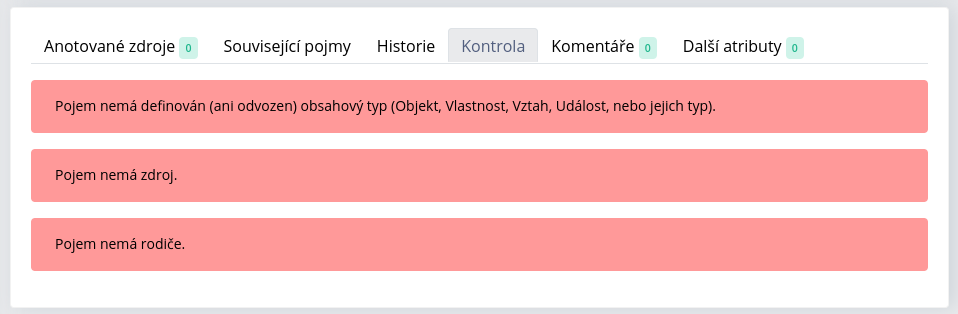 Anotované zdroje 0 Související pojmy Historie Kontrola Komentáře 0 Další atributy 0
Pojem nemá definován (ani odvozen) obsahový typ (Objekt, Vlastnost, Vztah, Událost, nebo jejich typ).
Pojem nemá zdroj.
Pojem nemá rodiče.